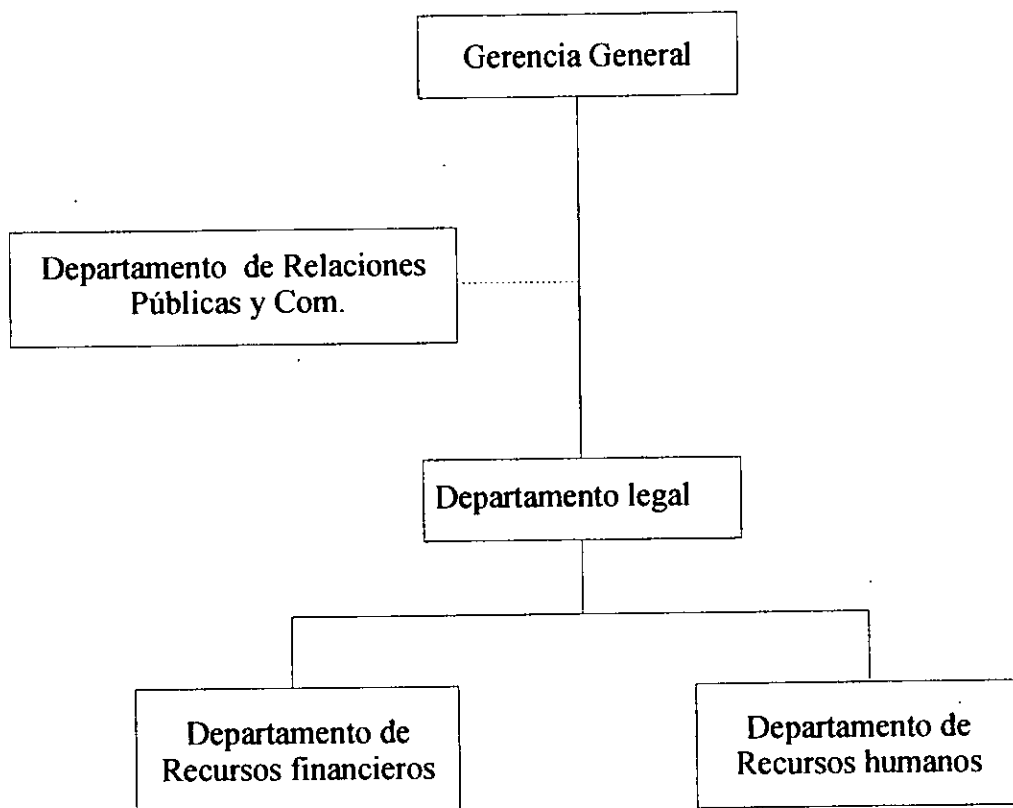 Gerencia General
Departamento de Relaciones
Públicas y Com.
Departamento legal
Departamento de
Recursos financieros
Departamento de
Recursos humanos